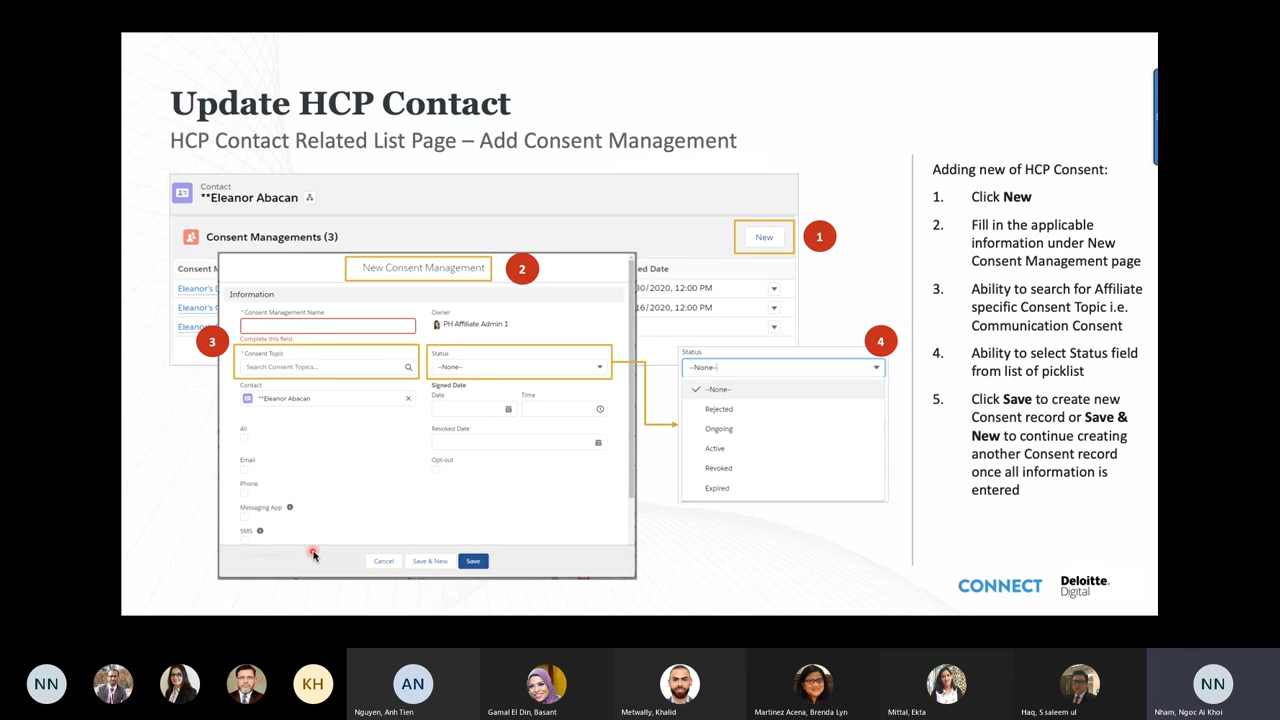 Update HCP Contact
HCP Contact Related List Page – Add Consent Management
Contact
**Eleanor Abacan
Consent Managements (3)
New
1
New Consent Management
2
ed Date
Eleanor's
30/2020, 12:00 PM
Eleanor's
16/2020, 12:00 PM
Information
* Consent Management Name
Complete this field.
Owner
PH Affiliate Admin 1
3
* Consent Topic
Search Consent Topics...
Status
--None--
Contact
**Eleanor Abacan
Signed Date
Date
Time
All
Revoked Date
Email
Opt-out
Phone
Messaging App
SMS
Cancel
Save & New
Save
4
Status
--None--
--None--
Rejected
Ongoing
Active
Revoked
Expired
Adding new of HCP Consent:
1. Click New
2. Fill in the applicable
information under New
Consent Management page
3. Ability to search for Affiliate
specific Consent Topic i.e.
Communication Consent
4. Ability to select Status field
from list of picklist
5. Click Save to create new
Consent record or Save &
New to continue creating
another Consent record
once all information is
entered
CONNECT
Deloitte.
Digital
NN
KH
AN
NN
Nguyen, Anh Tien
Gamal El Din, Basant
Metwally, Khalid
Martinez Acena, Brenda Lyn
Mittal, Ekta
Haq, S saleem ul
Nham, Ngoc Ai Khoi